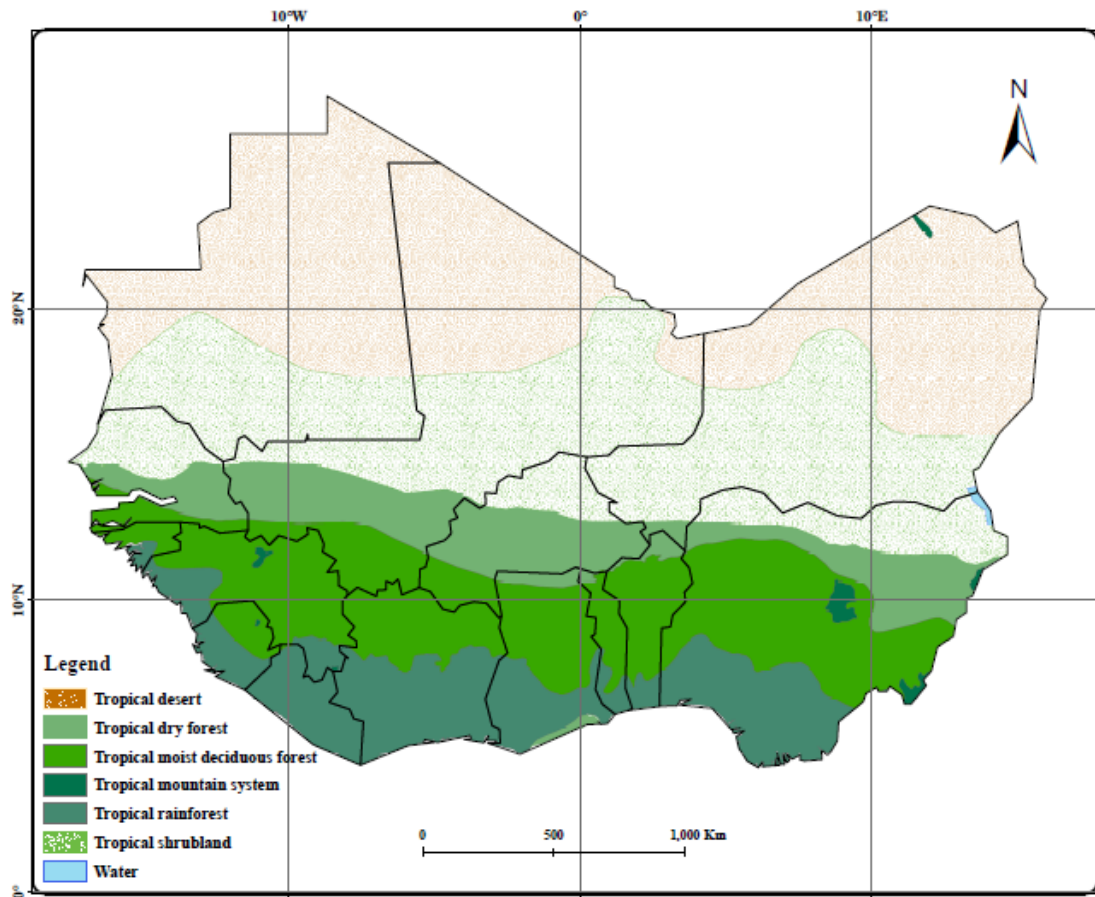 10°W 0° 10°E
N
20°N
10°N
0°
Legend
Tropical desert
Tropical dry forest
Tropical moist deciduous forest
Tropical mountain system
Tropical rainforest
Tropical shrubland
Water
0 500 1,000 Km